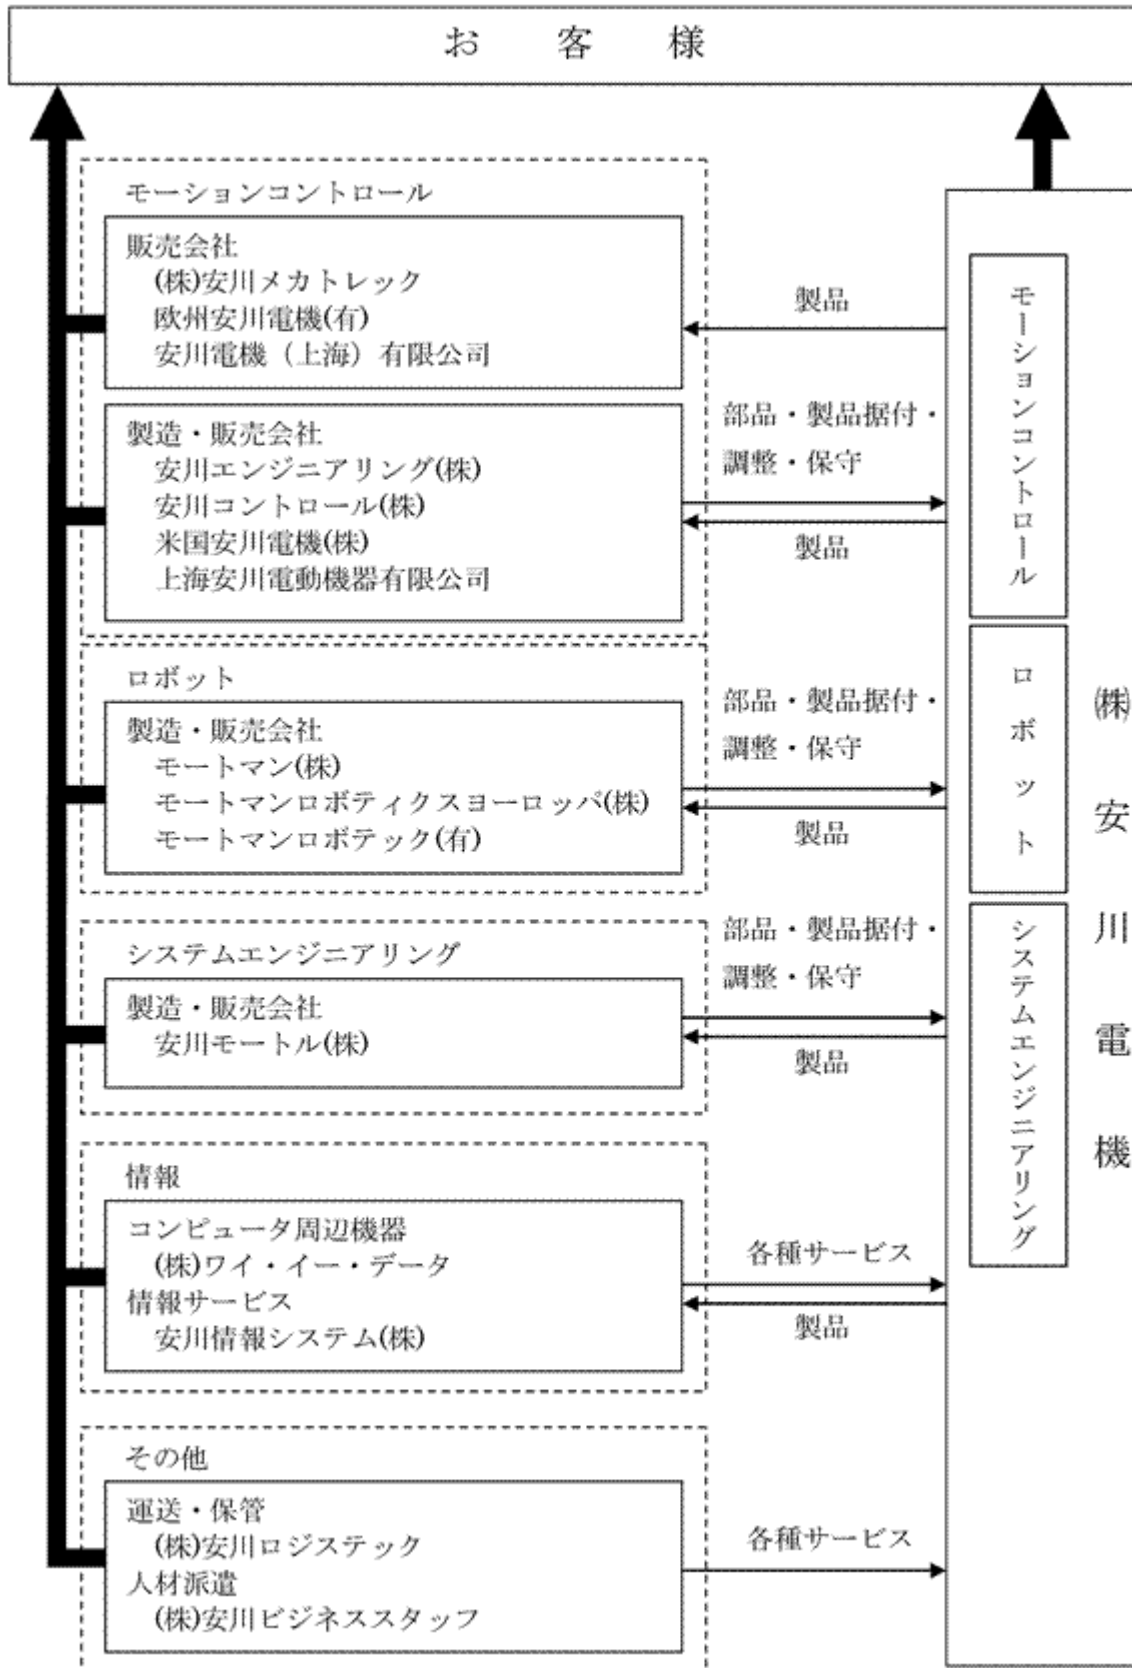 お客様
モーションコントロール
販売会社
(株)安川メカトレック
欧州安川電機(有)
安川電機（上海）有限公司
製品
製造・販売会社
安川エンジニアリング(株)
安川コントロール(株)
米国安川電機(株)
上海安川電動機器有限公司
部品・製品据付・
調整・保守
製品
ロボット
製造・販売会社
モートマン(株)
モートマンロボティクスヨーロッパ(株)
モートマンロボテック(有)
部品・製品据付・
調整・保守
製品
システムエンジニアリング
製造・販売会社
安川モートル(株)
部品・製品据付・
調整・保守
製品
情報
コンピュータ周辺機器
(株)ワイ・イー・データ
情報サービス
安川情報システム(株)
各種サービス
製品
その他
運送・保管
(株)安川ロジステック
人材派遣
(株)安川ビジネススタッフ
各種サービス
モーションコントロール
ロボット
システムエンジニアリング
㈱安川電機